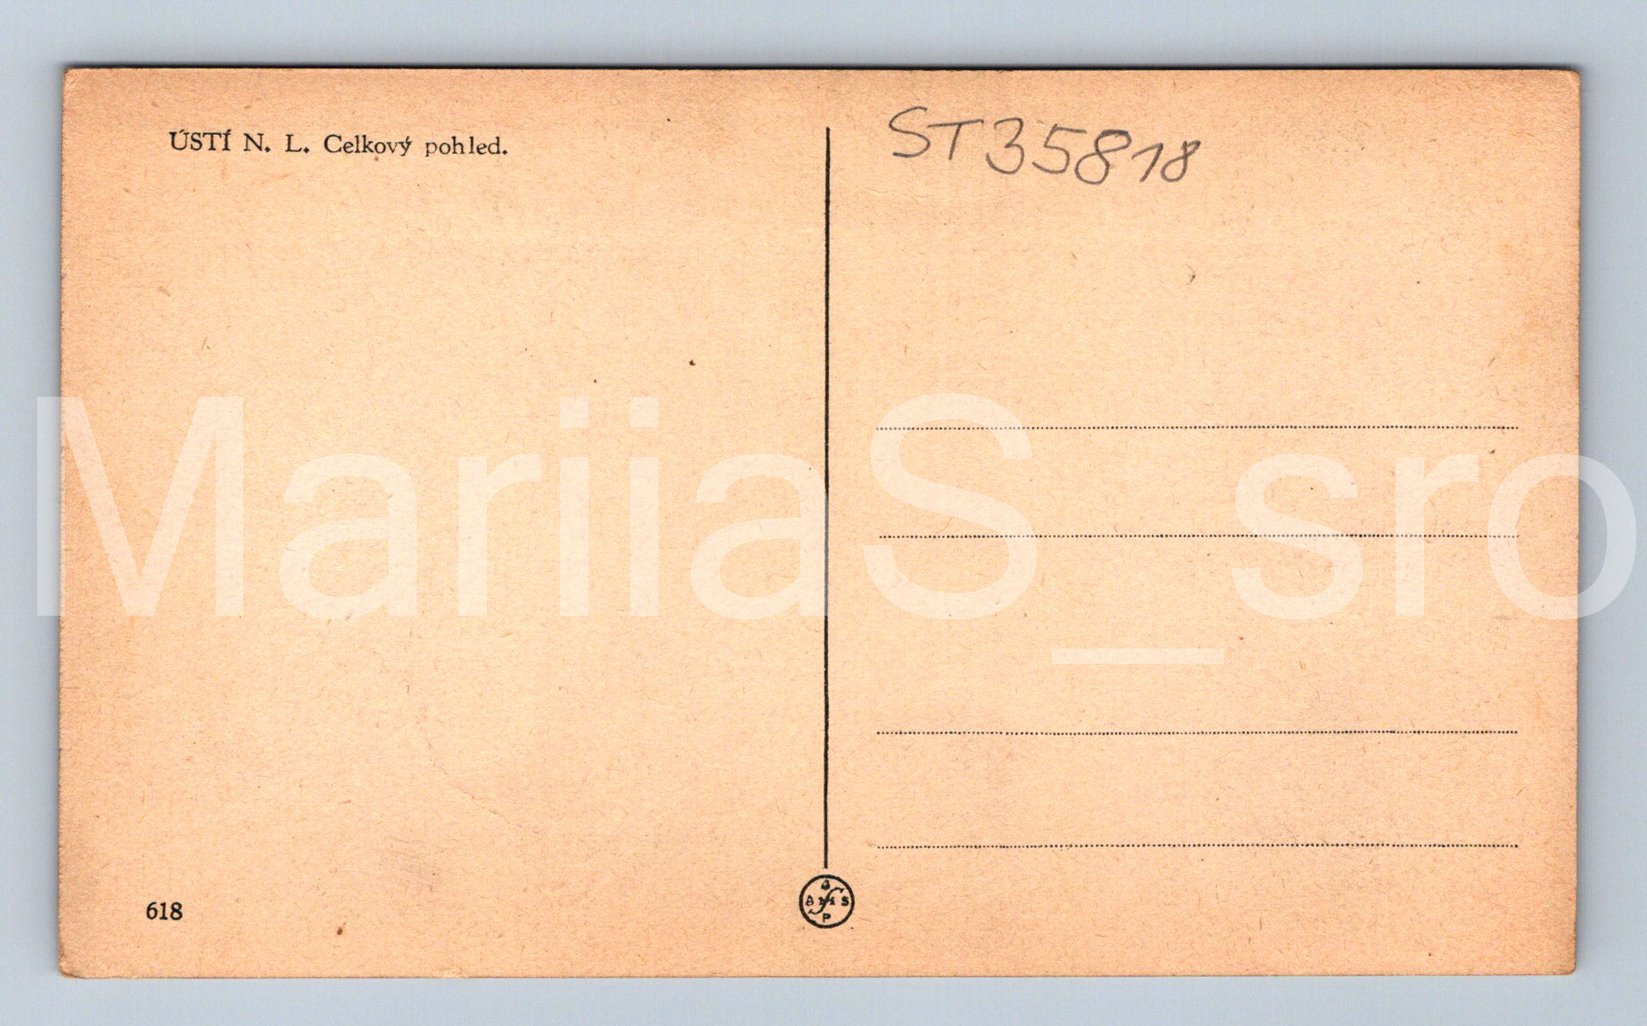 ÚSTÍ N. L. Celkový pohled.
ST35818
MariiaS_sro
618